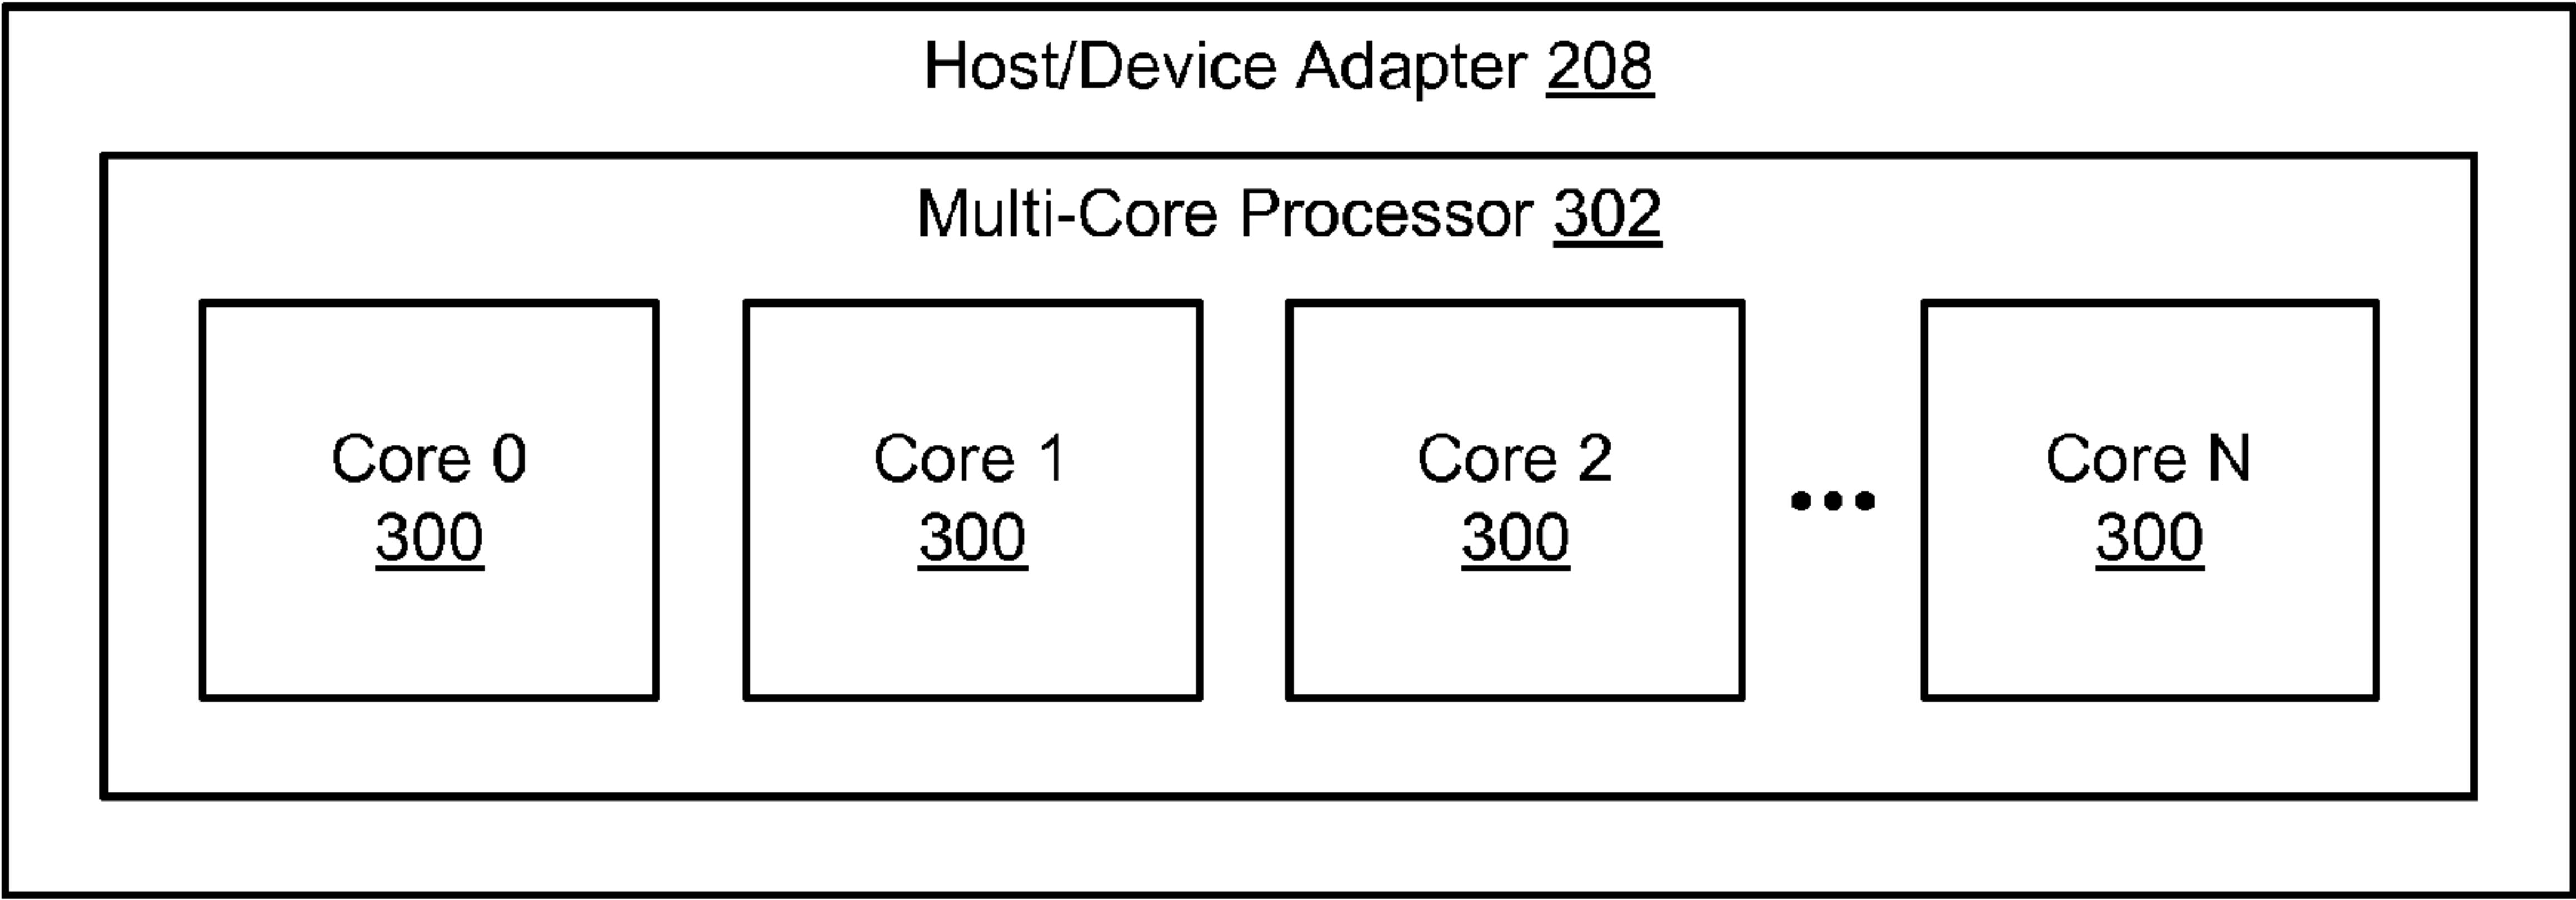 Host/Device Adapter 208
Multi-Core Processor 302
Core 0
300
Core 1
300
Core 2
300
•••
Core N
300